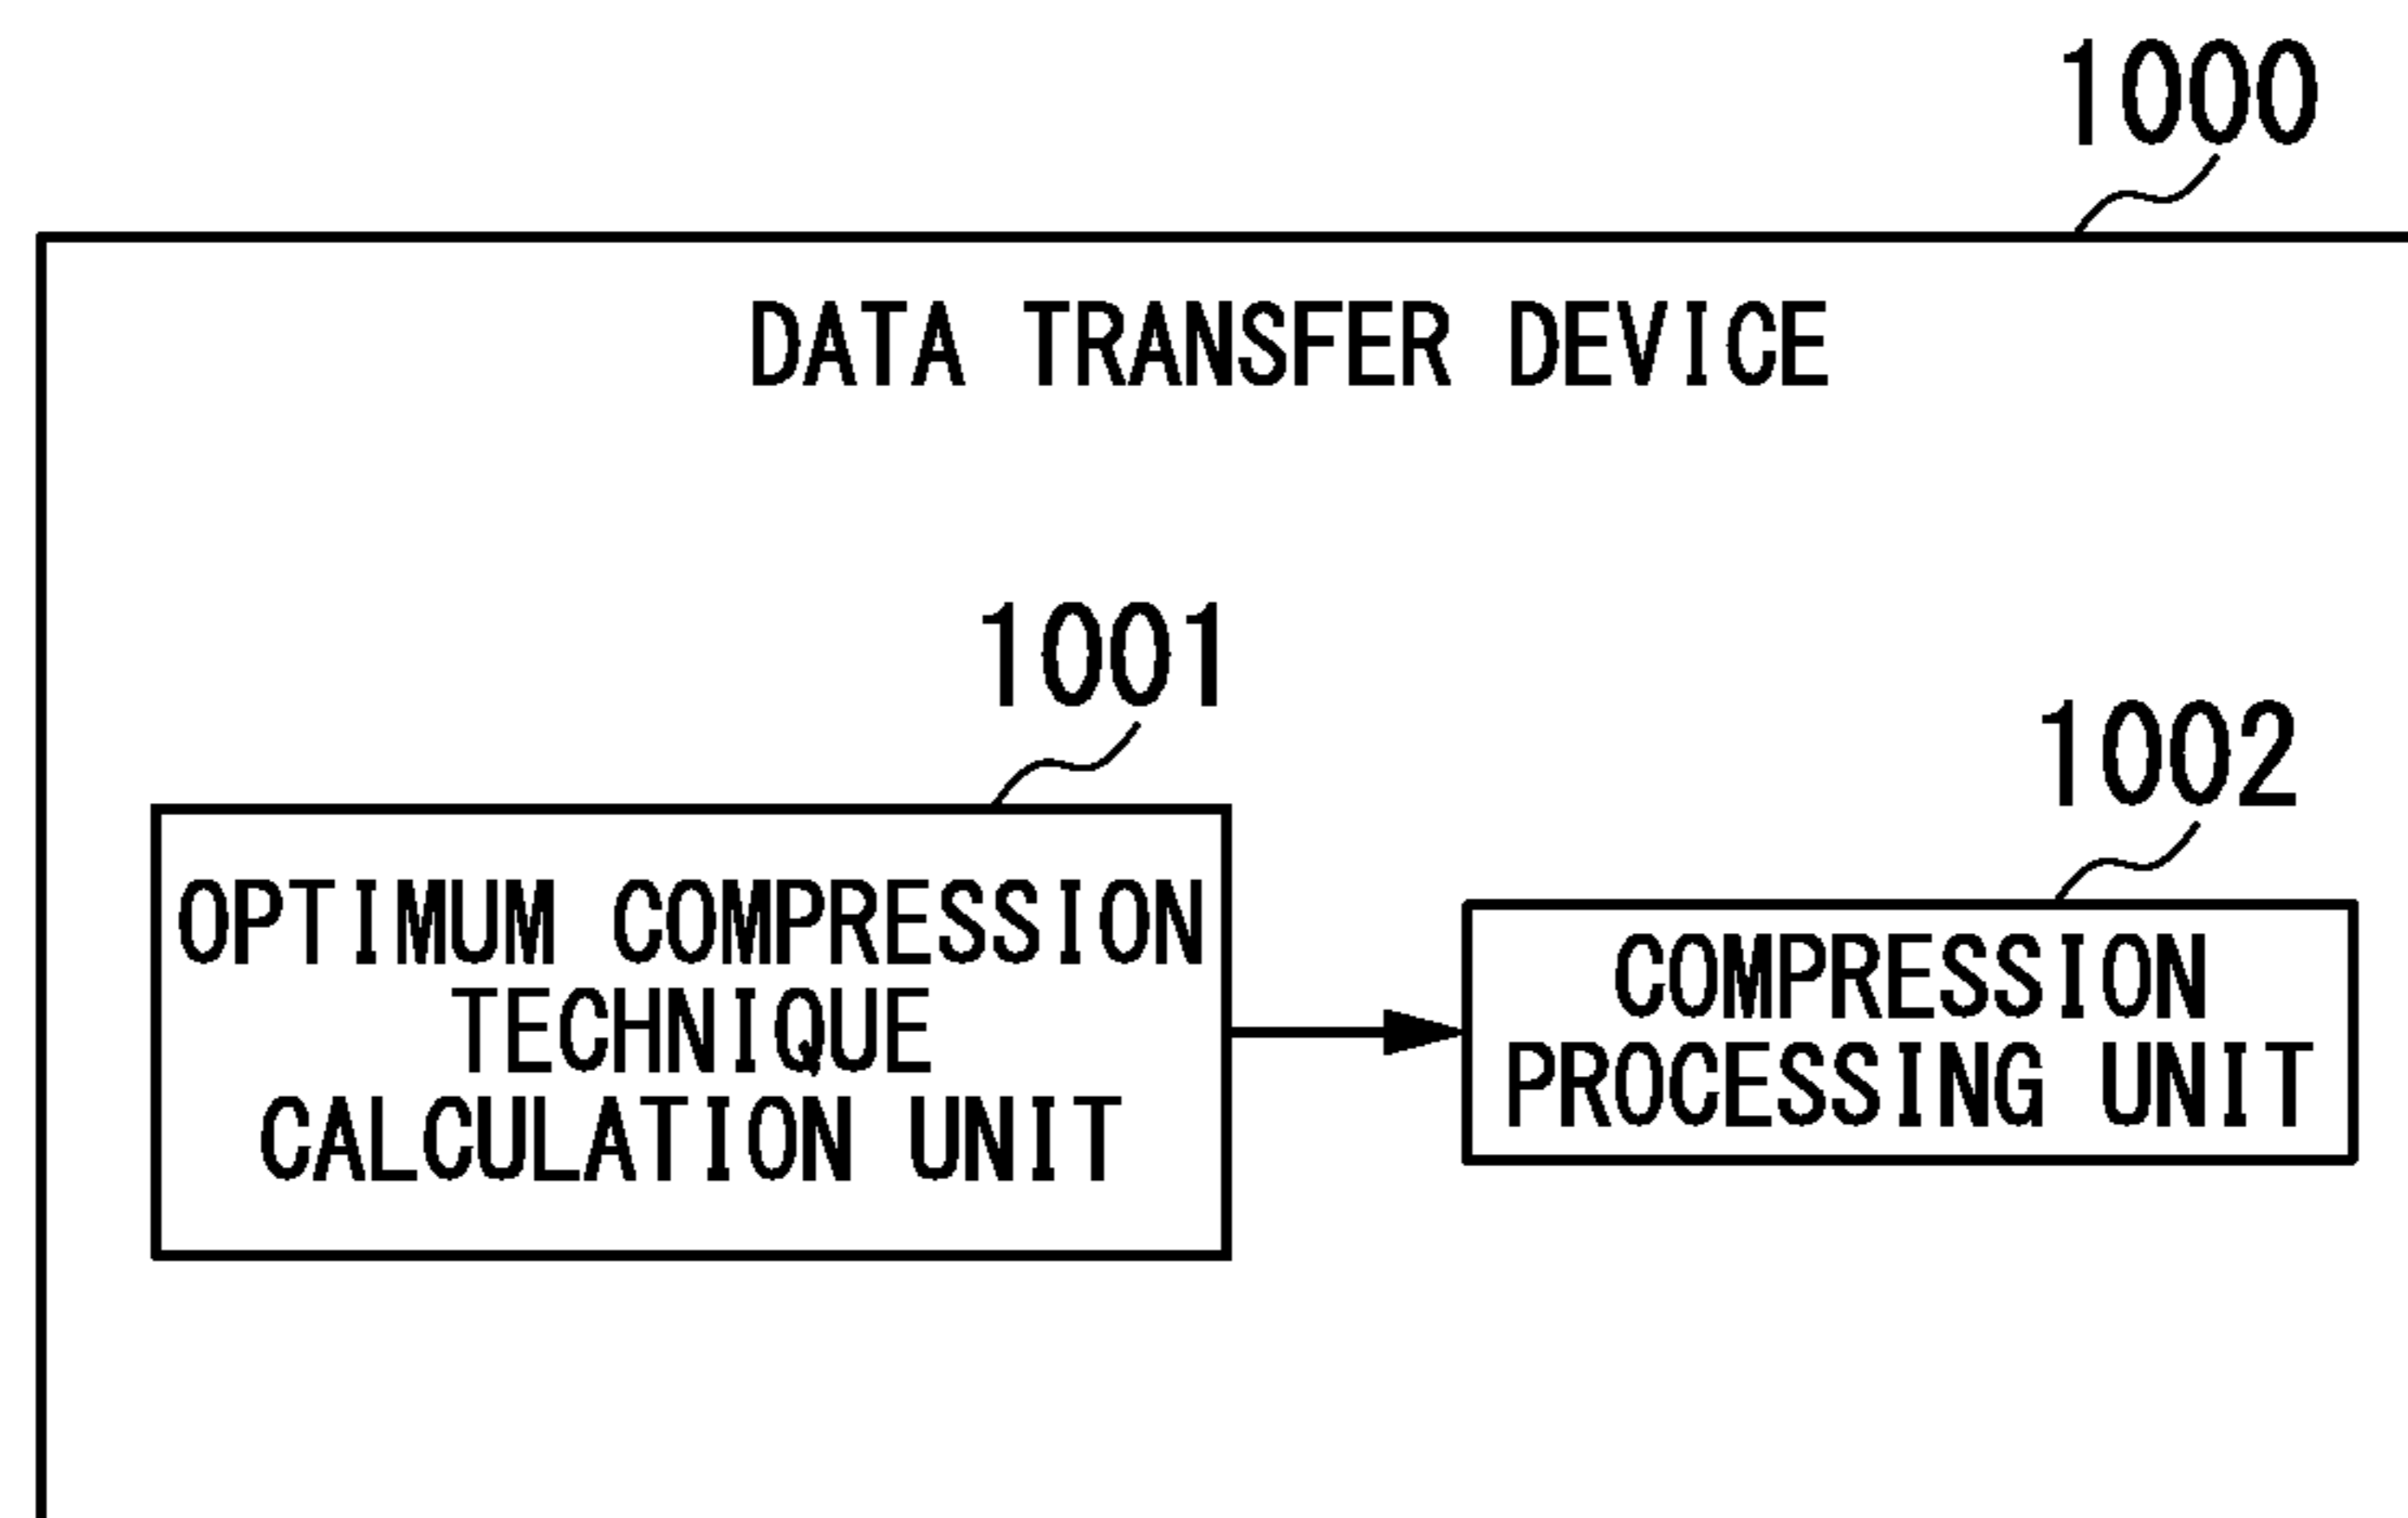 1000
DATA TRANSFER DEVICE
1001
1002
OPTIMUM COMPRESSION
TECHNIQUE
CALCULATION UNIT
COMPRESSION
PROCESSING UNIT